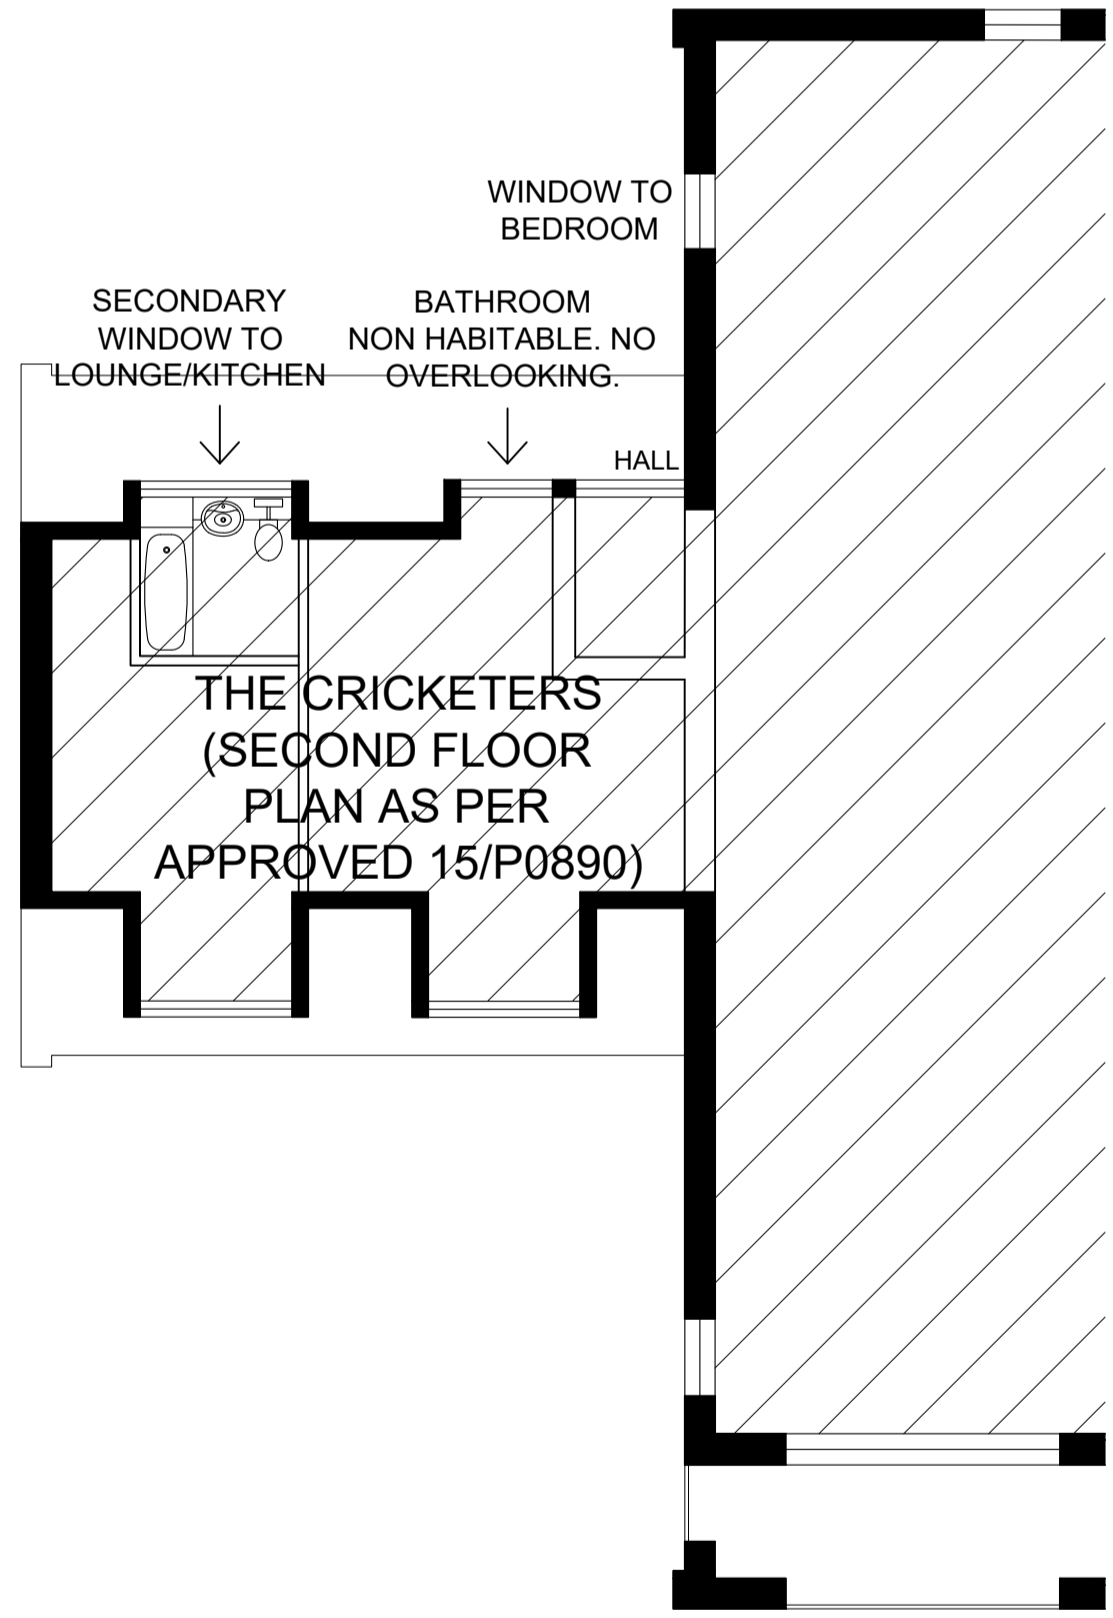 WINDOW TO
BEDROOM
SECONDARY
WINDOW TO
LOUNGE/KITCHEN
BATHROOM
NON HABITABLE. NO
OVERLOOKING.
HALL
THE CRICKETERS
(SECOND FLOOR
PLAN AS PER
APPROVED 15/P0890)